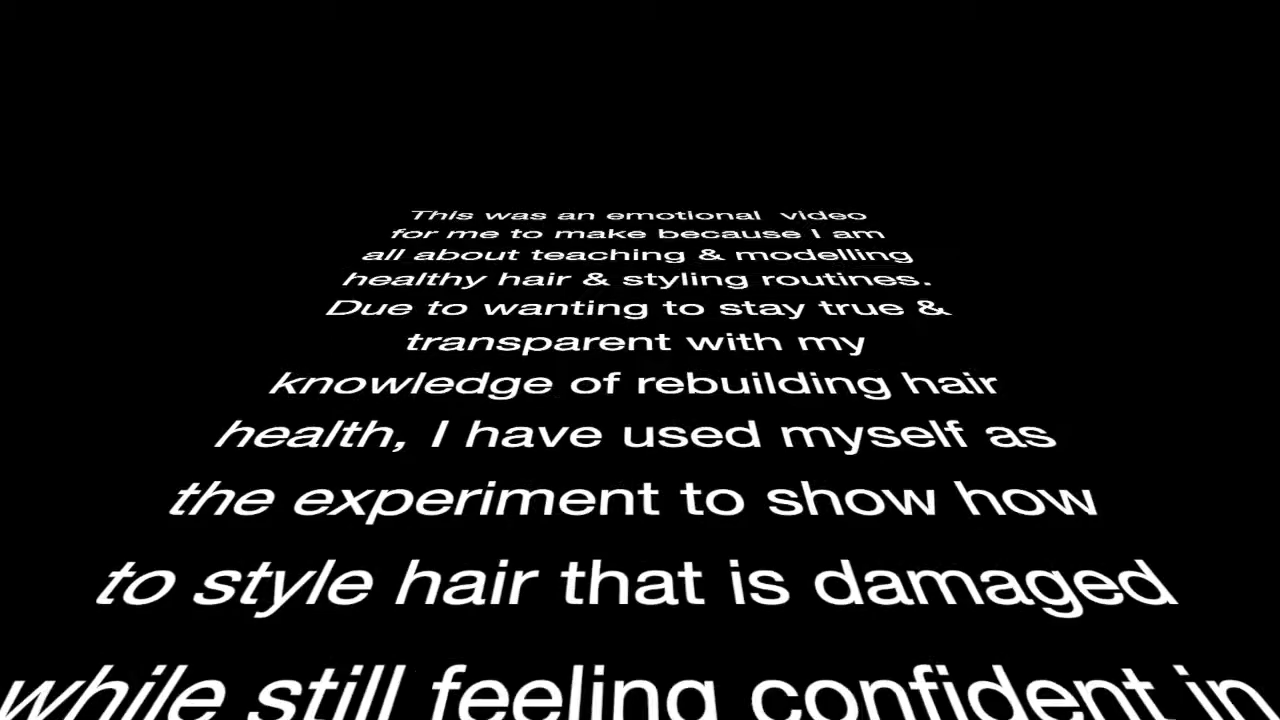 This was an emotional video
for me to make because I am
all about teaching & modelling
healthy hair & styling routines.
Due to wanting to stay true &
transparent with my
knowledge of rebuilding hair
health, I have used myself as
the experiment to show how
to style hair that is damaged
while still feeling confident in